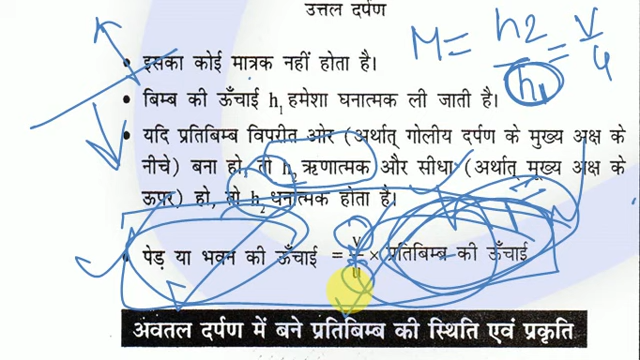 उत्तल दर्पण
M = h2/h1 = v/u
• इसका कोई मात्रक नहीं होता है।
• बिम्ब की ऊँचाई h₁ हमेशा घनात्मक ली जाती है।
• यदि प्रतिबिम्ब विपरीत ओर (अर्थात् गोलीय दर्पण के मुख्य अक्ष के
नीचे) बना हो, तो h₂ ऋणात्मक और सीधा (अर्थात् मुख्य अक्ष के
ऊपर) हो, तो h₂ धनात्मक होता है।
• पेड़ या भवन की ऊँचाई = v/u × प्रतिबिम्ब की ऊँचाई
अवतल दर्पण में बने प्रतिबिम्ब की स्थिति एवं प्रकृति